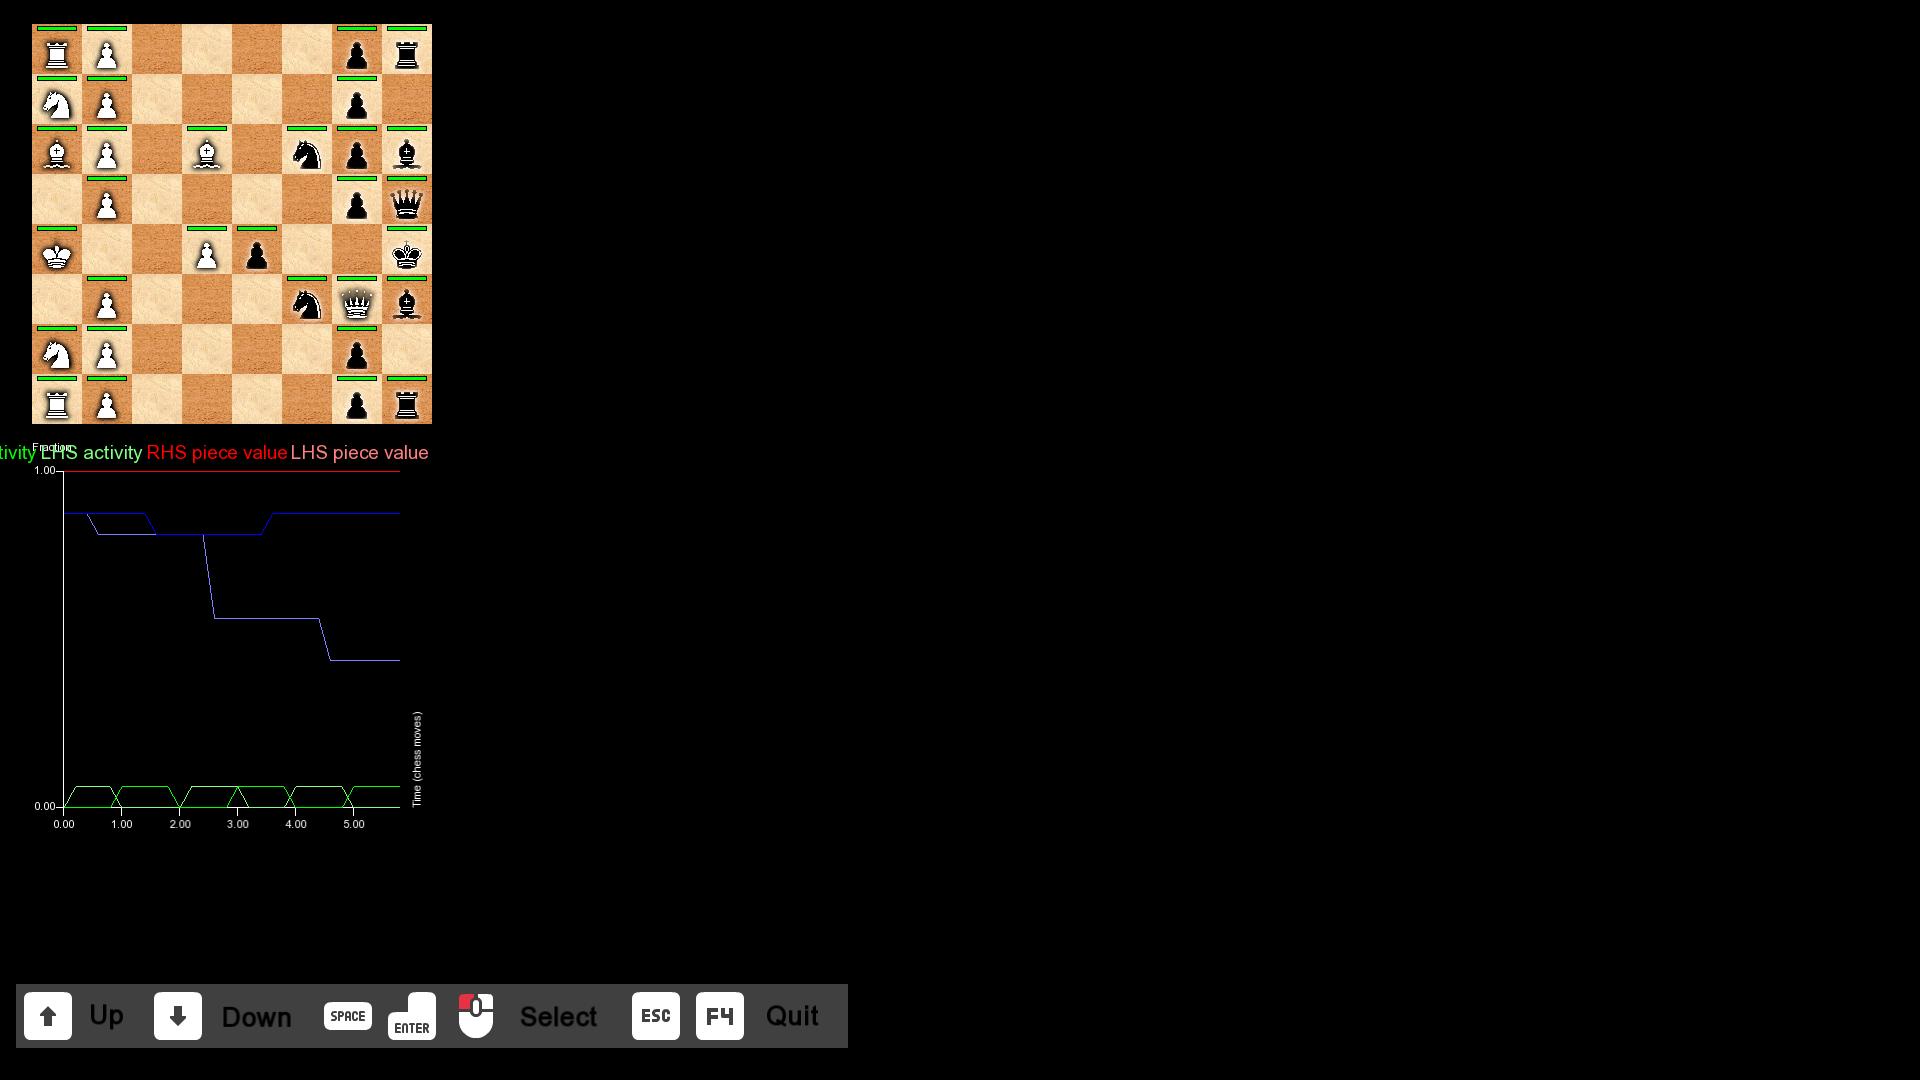 Fraction
tivity LHS activity RHS piece value LHS piece value
1.00
0.00
0.00 1.00 2.00 3.00 4.00 5.00
Time (chess moves)
Up Down SPACE ENTER Select ESC F4 Quit